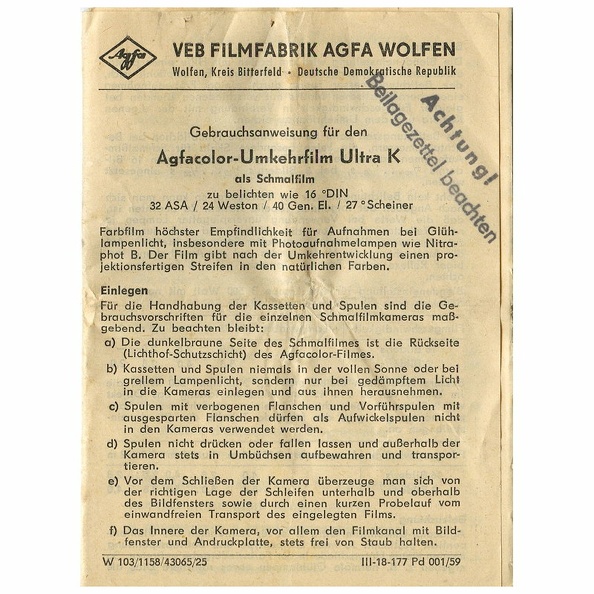 Agfa
VEB FILMFABRIK AGFA WOLFEN
Wolfen, Kreis Bitterfeld • Deutsche Demokratische Republik
Achtung!
Beilagezettel beachten
Gebrauchsanweisung für den
Agfacolor-Umkehrfilm Ultra K
als Schmalfilm
zu belichten wie 16 °DIN
32 ASA / 24 Weston / 40 Gen. El. / 27 ° Scheiner
Farbfilm höchster Empfindlichkeit für Aufnahmen bei Glüh-
lampenlicht, insbesondere mit Photoaufnahmelampen wie Nitra-
phot B. Der Film gibt nach der Umkehrentwicklung einen pro-
jektionsfertigen Streifen in den natürlichen Farben.
Einlegen
Für die Handhabung der Kassetten und Spulen sind die Ge-
brauchsvorschriften für die einzelnen Schmalfilmkameras maß-
gebend. Zu beachten bleibt:
a) Die dunkelbraune Seite des Schmalfilmes ist die Rückseite
(Lichthof-Schutzschicht) des Agfacolor-Filmes.
b) Kassetten und Spulen niemals in der vollen Sonne oder bei
grellem Lampenlicht, sondern nur bei gedämpftem Licht
in die Kameras einlegen und aus ihnen herausnehmen.
c) Spulen mit verbogenen Flanschen und Vorführspulen mit
ausgesparten Flanschen dürfen als Aufwickelspulen nicht
in den Kameras verwendet werden.
d) Spulen nicht drücken oder fallen lassen und außerhalb der
Kamera stets in Umbüchsen aufbewahren und transpor-
tieren.
e) Vor dem Schließen der Kamera überzeuge man sich von
der richtigen Lage der Schleifen unterhalb und oberhalb
des Bildfensters sowie durch einen kurzen Probelauf vom
einwandfreien Transport des eingelegten Films.
f) Das Innere der Kamera, vor allem den Filmkanal mit Bild-
fenster und Andruckplatte, stets frei von Staub halten.
W 103/1158/43065/25
III-18-177 Pd 001/59